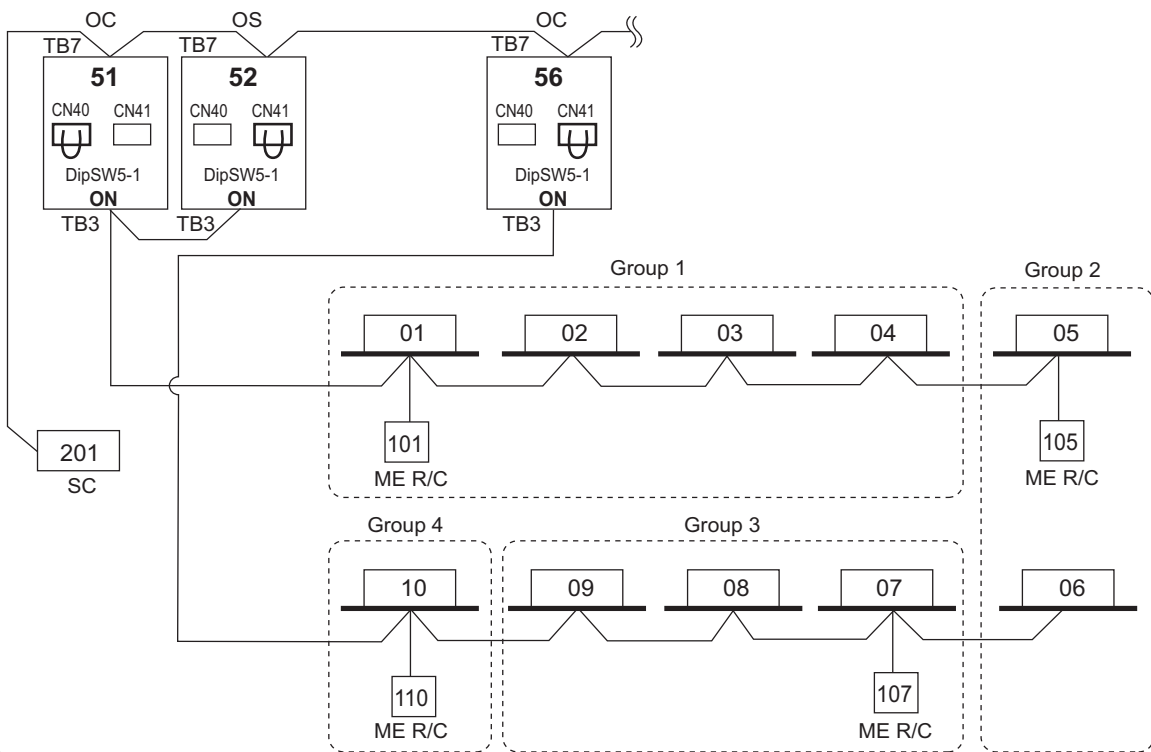 OC OS OC
TB7 TB7 TB7
51 52 56
CN40 CN41 CN40 CN41 CN40 CN41
DipSW5-1 DipSW5-1 DipSW5-1
ON ON ON
TB3 TB3 TB3
Group 1 Group 2
01 02 03 04 05
101 105
ME R/C ME R/C
201
SC
Group 4 Group 3
10 09 08 07 06
110 107
ME R/C ME R/C